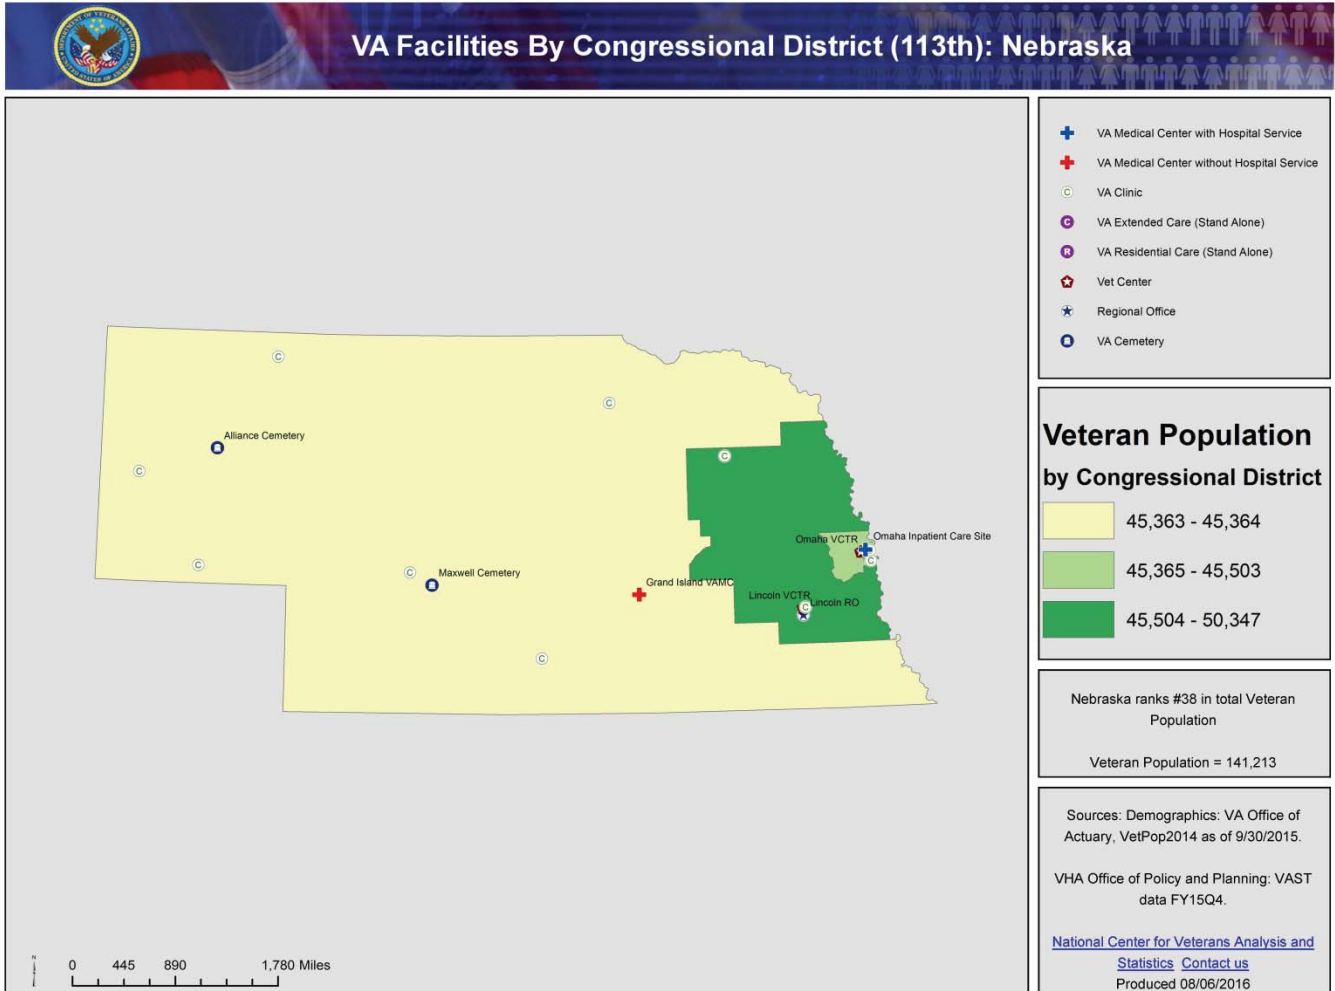 VA Facilities By Congressional District (113th): Nebraska
VA Medical Center with Hospital Service
VA Medical Center without Hospital Service
C
VA Clinic
C
VA Extended Care (Stand Alone)
R
VA Residential Care (Stand Alone)
Vet Center
Regional Office
VA Cemetery
C
C
Alliance Cemetery
C
C
Omaha VCTR
Omaha Inpatient Care Site
C
C
C
Maxwell Cemetery
Grand Island VAMC
Lincoln VCTR
C
Lincoln RO
C
Veteran Population
by Congressional District
45,363 - 45,364
45,365 - 45,503
45,504 - 50,347
Nebraska ranks #38 in total Veteran
Population
Veteran Population = 141,213
Sources: Demographics: VA Office of
Actuary, VetPop2014 as of 9/30/2015.
VHA Office of Policy and Planning: VAST
data FY15Q4.
National Center for Veterans Analysis and
Statistics Contact us
Produced 08/06/2016
N
0 445 890 1,780 Miles